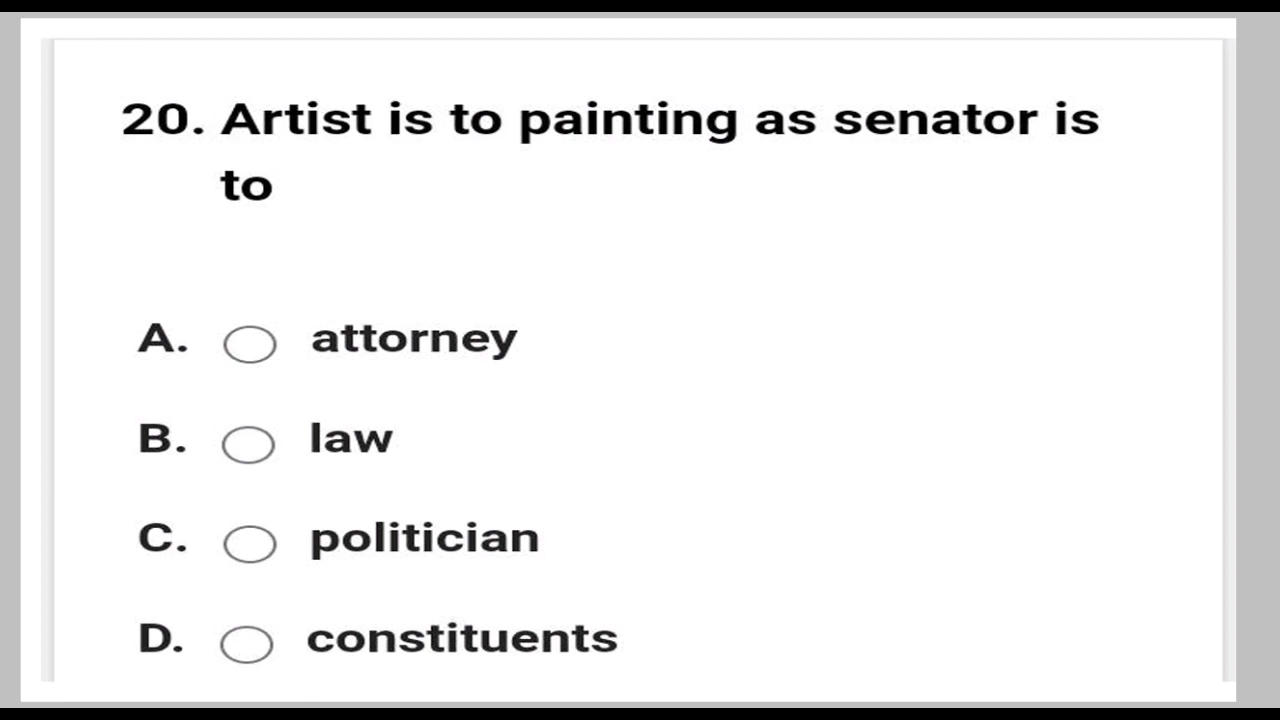 20. Artist is to painting as senator is
to
A. attorney
B. law
C. politician
D. constituents